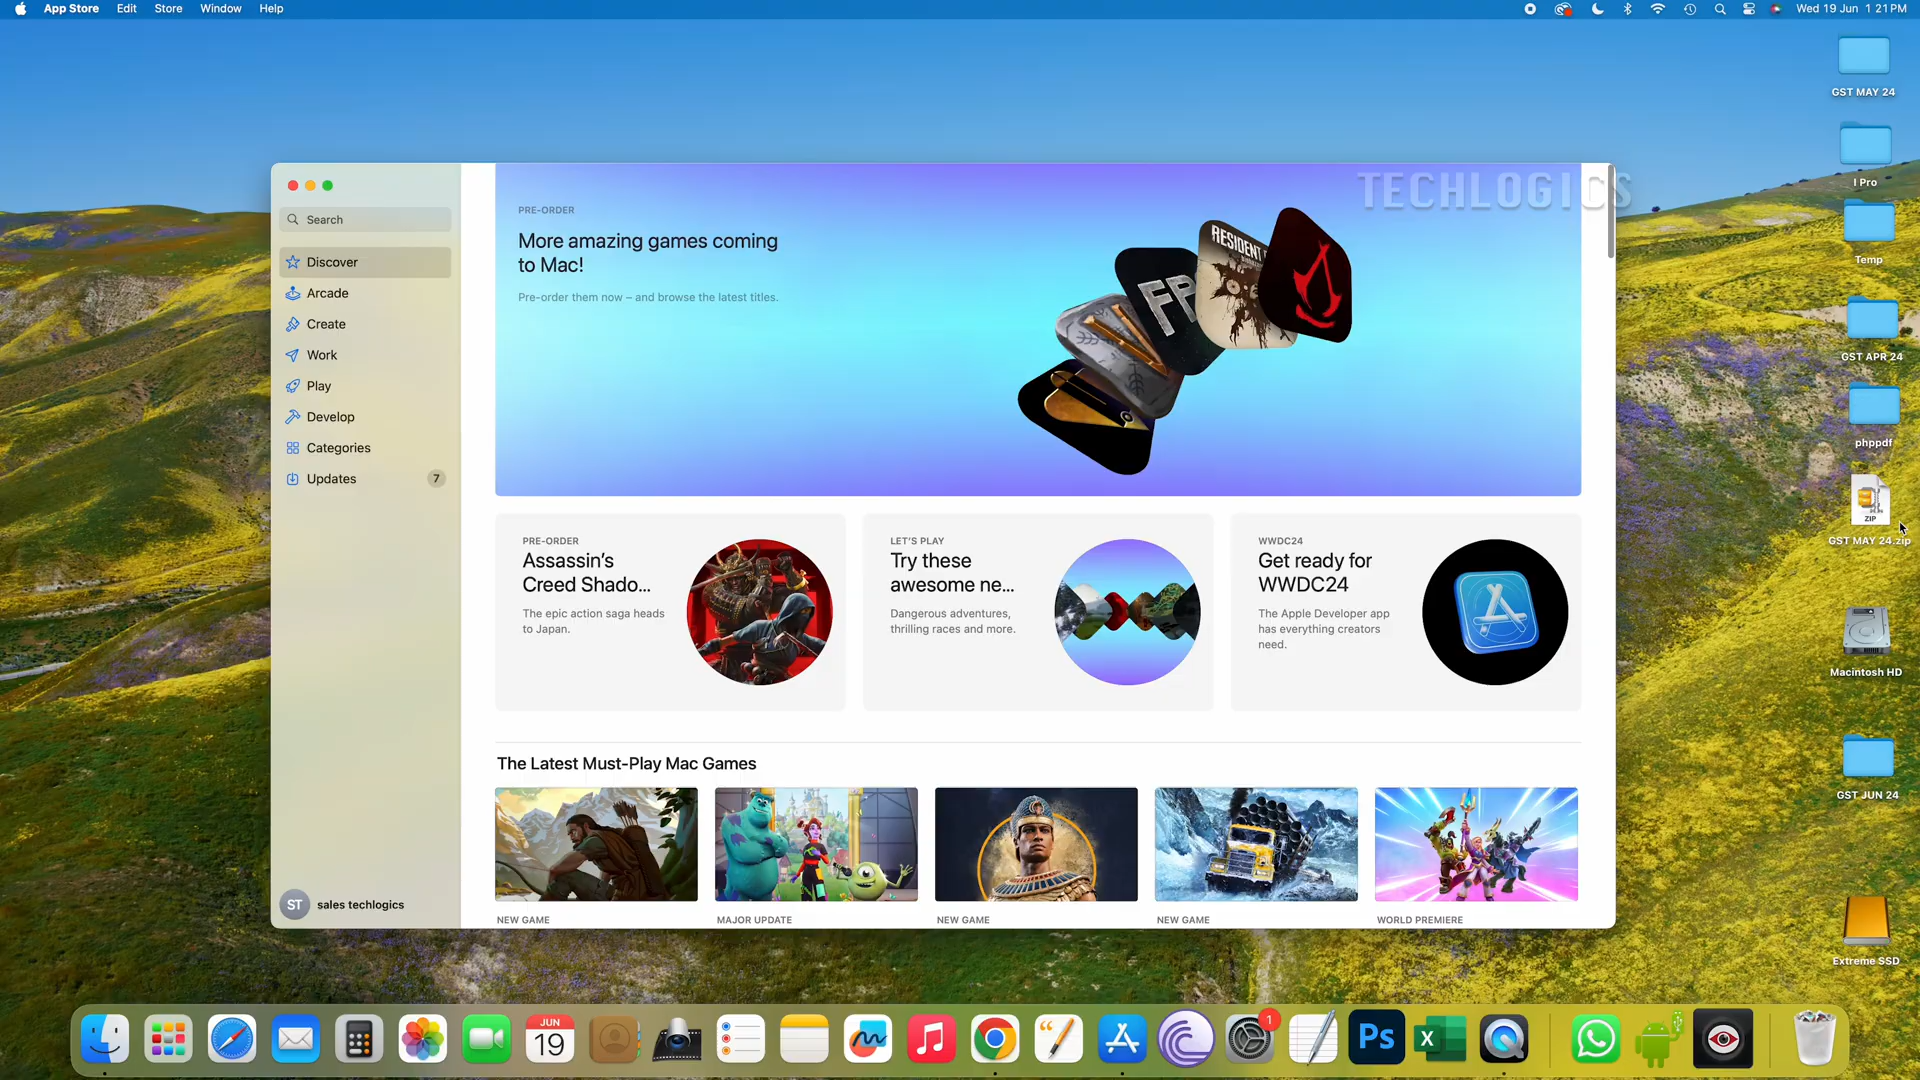 App Store Edit Store Window Help Wed 19 Jun 1 21 PM
TECHLOGICS
Search
Discover
Arcade
Create
Work
Play
Develop
Categories
Updates 7
ST sales techlogics
PRE-ORDER
More amazing games coming
to Mac!
Pre-order them now – and browse the latest titles.
FP
RESIDENT
PRE-ORDER
Assassin's
Creed Shado...
The epic action saga heads
to Japan.
LET'S PLAY
Try these
awesome ne...
Dangerous adventures,
thrilling races and more.
WWDC24
Get ready for
WWDC24
The Apple Developer app
has everything creators
need.
The Latest Must-Play Mac Games
NEW GAME
MAJOR UPDATE
NEW GAME
NEW GAME
WORLD PREMIERE
GST MAY 24
I Pro
Temp
GST APR 24
phppdf
ZIP
GST MAY 24.zip
Macintosh HD
GST JUN 24
Extreme SSD
JUN
19
1
Ps
X